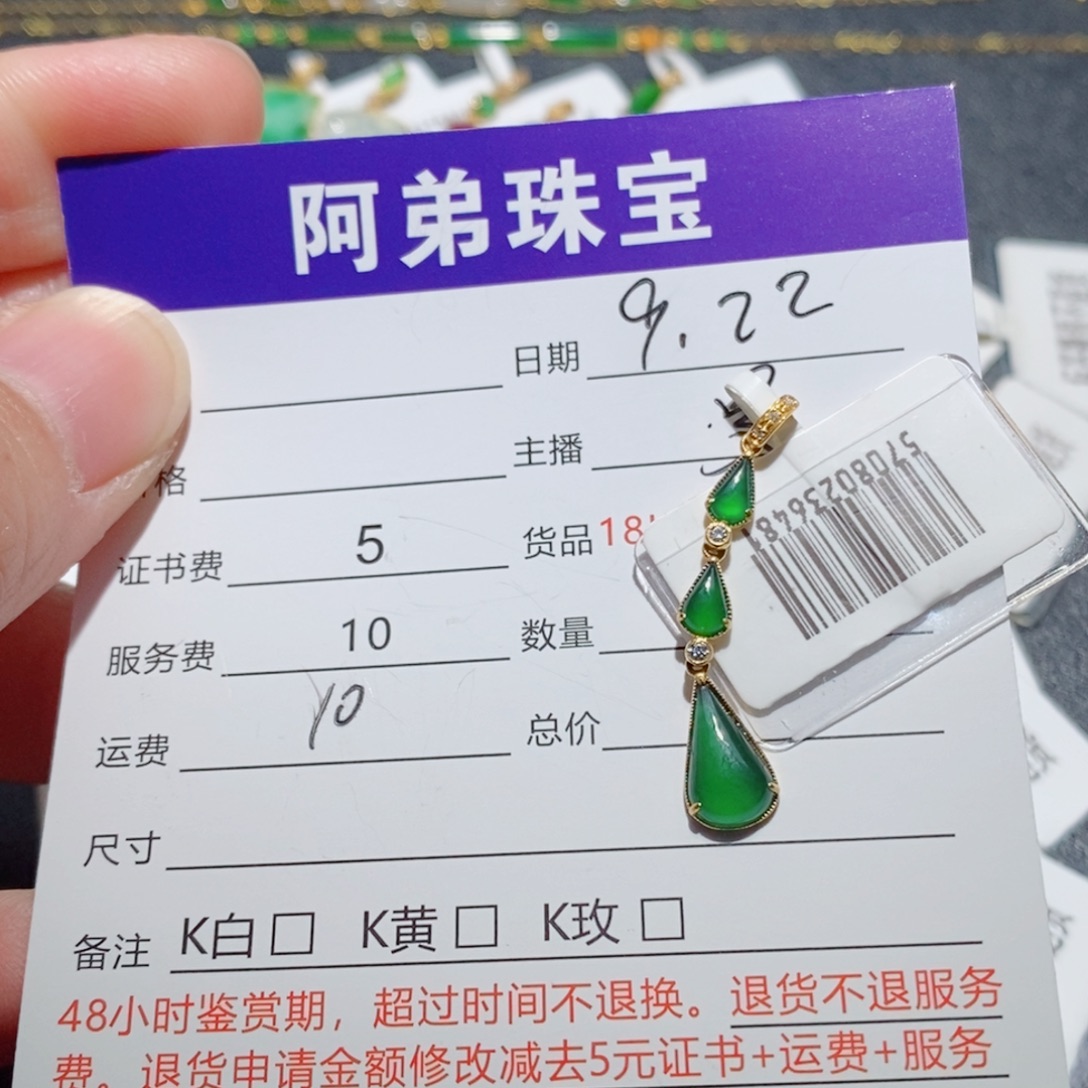 阿弟珠宝
日期 9.22
格 主播
证书费 5 货品 18
服务费 10 数量
运费 10 总价
尺寸
备注 K白□ K黄□ K玫□
48小时鉴赏期，超过时间不退换。退货不退服务
费。退货申请金额修改减去5元证书+运费+服务